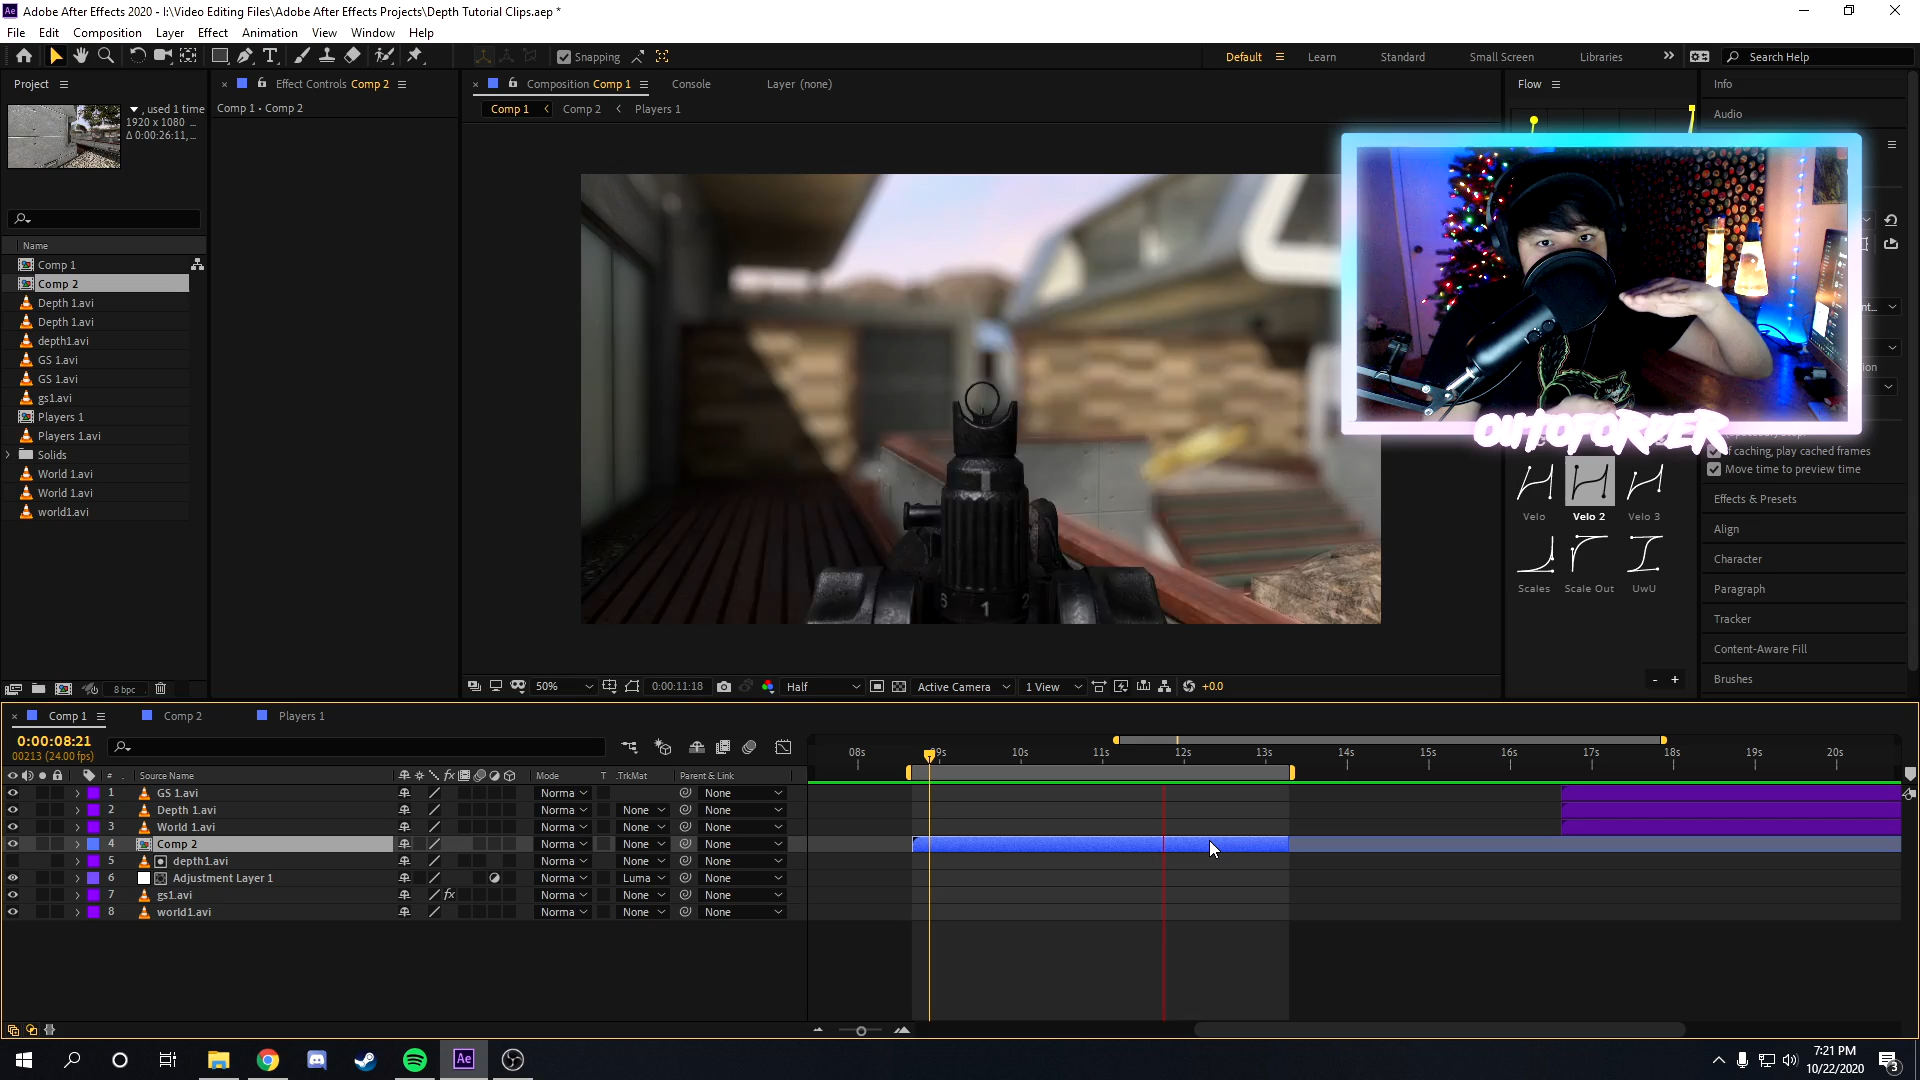 Adobe After Effects 2020 - I:\Video Editing Files\Adobe After Effects Projects\Depth Tutorial Clips.aep *
File Edit Composition Layer Effect Animation View Window Help
Snapping
Default Learn Standard Small Screen Libraries Search Help
Project
Effect Controls Comp 2
Composition Comp 1 Console Layer (none)
Flow
Info
, used 1 time
1920 x 1080 ...
Δ 0:00:26:11, ...
Comp 1 • Comp 2
Comp 1 Comp 2 Players 1
Audio
Name
Comp 1
Comp 2
Depth 1.avi
Depth 1.avi
depth1.avi
GS 1.avi
GS 1.avi
gs1.avi
Players 1
Players 1.avi
Solids
World 1.avi
World 1.avi
world1.avi
OUTOFORDER
If caching, play cached frames
Move time to preview time
Velo Velo 2 Velo 3
Scales Scale Out UwU
Effects & Presets
Align
Character
Paragraph
Tracker
Content-Aware Fill
Brushes
8 bpc
50% 0:00:11:18 Half Active Camera 1 View +0.0
Comp 1 Comp 2 Players 1
0:00:08:21
00213 (24.00 fps)
08s 09s 10s 11s 12s 13s 14s 15s 16s 17s 18s 19s 20s
# Source Name fx Mode T .TrkMat Parent & Link
1 GS 1.avi Norma None
2 Depth 1.avi Norma None None
3 World 1.avi Norma None None
4 Comp 2 Norma None None
5 depth1.avi Norma None None
6 Adjustment Layer 1 Norma Luma None
7 gs1.avi fx Norma None None
8 world1.avi Norma None None
Ae
7:21 PM
10/22/2020
3